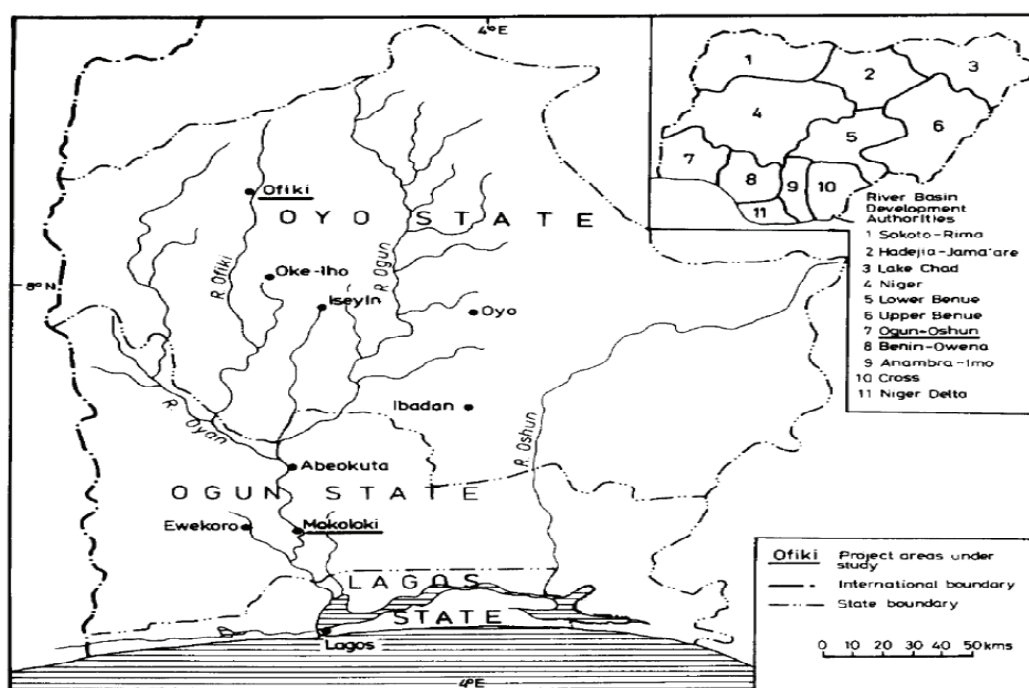 4°E
1
2
3
4
5
6
7
8
9
10
11
River Basin
Development
Authorities
1 Sokoto-Rima
2 Hadejia-Jama'are
3 Lake Chad
4 Niger
5 Lower Benue
6 Upper Benue
7 Ogun-Oshun
8 Benin-Owena
9 Anambra-Imo
10 Cross
11 Niger Delta
Ofiki
OYO STATE
R. Ofiki
R. Ogun
Oke-Iho
8°N
Iseyin
Oyo
R. Oyan
Ibadan
R. Oshun
Abeokuta
OGUN STATE
Ewekoro
Mokoloki
LAGOS
STATE
Lagos
4°E
Ofiki Project areas under
study
International boundary
State boundary
0 10 20 30 40 50 kms